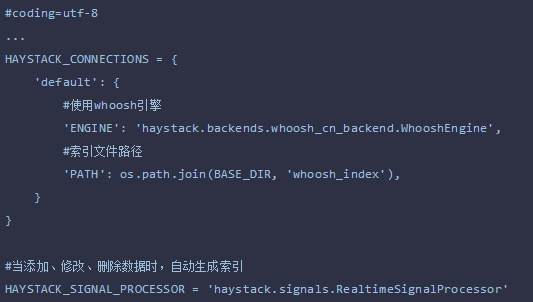 #coding=utf-8
...
HAYSTACK_CONNECTIONS = {
    'default': {
        #使用whoosh引擎
        'ENGINE': 'haystack.backends.whoosh_cn_backend.WhooshEngine',
        #索引文件路径
        'PATH': os.path.join(BASE_DIR, 'whoosh_index'),
    }
}

#当添加、修改、删除数据时，自动生成索引
HAYSTACK_SIGNAL_PROCESSOR = 'haystack.signals.RealtimeSignalProcessor'